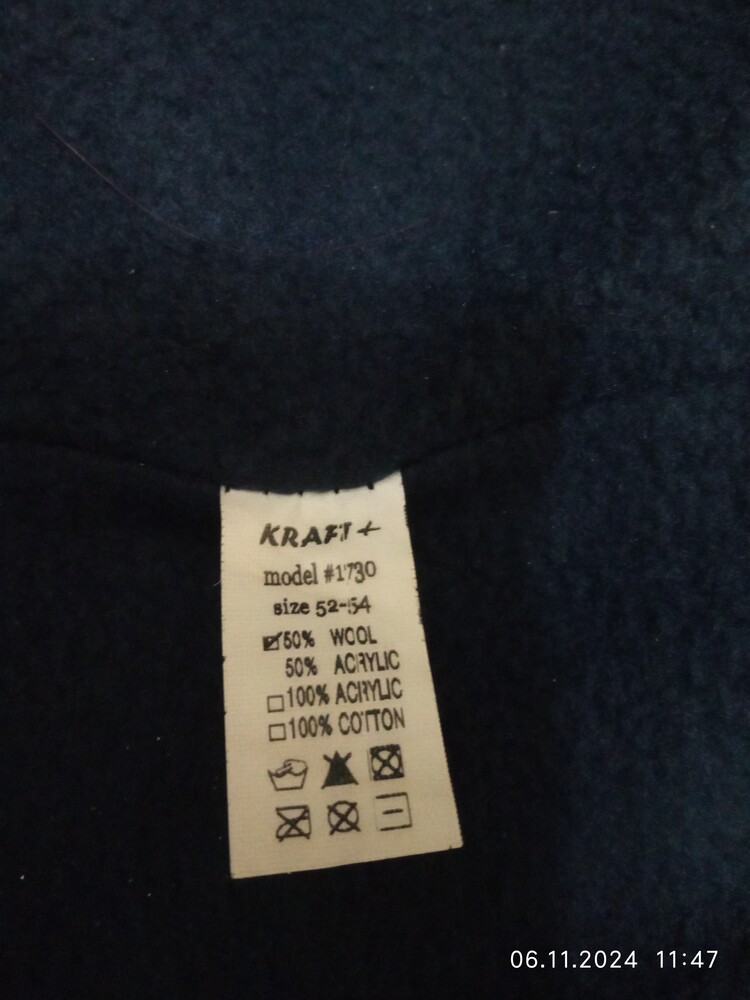 KRAFT+
model #1730
size 52-54
50% WOOL
50% ACRYLIC
100% ACRYLIC
100% COTTON
06.11.2024 11:47